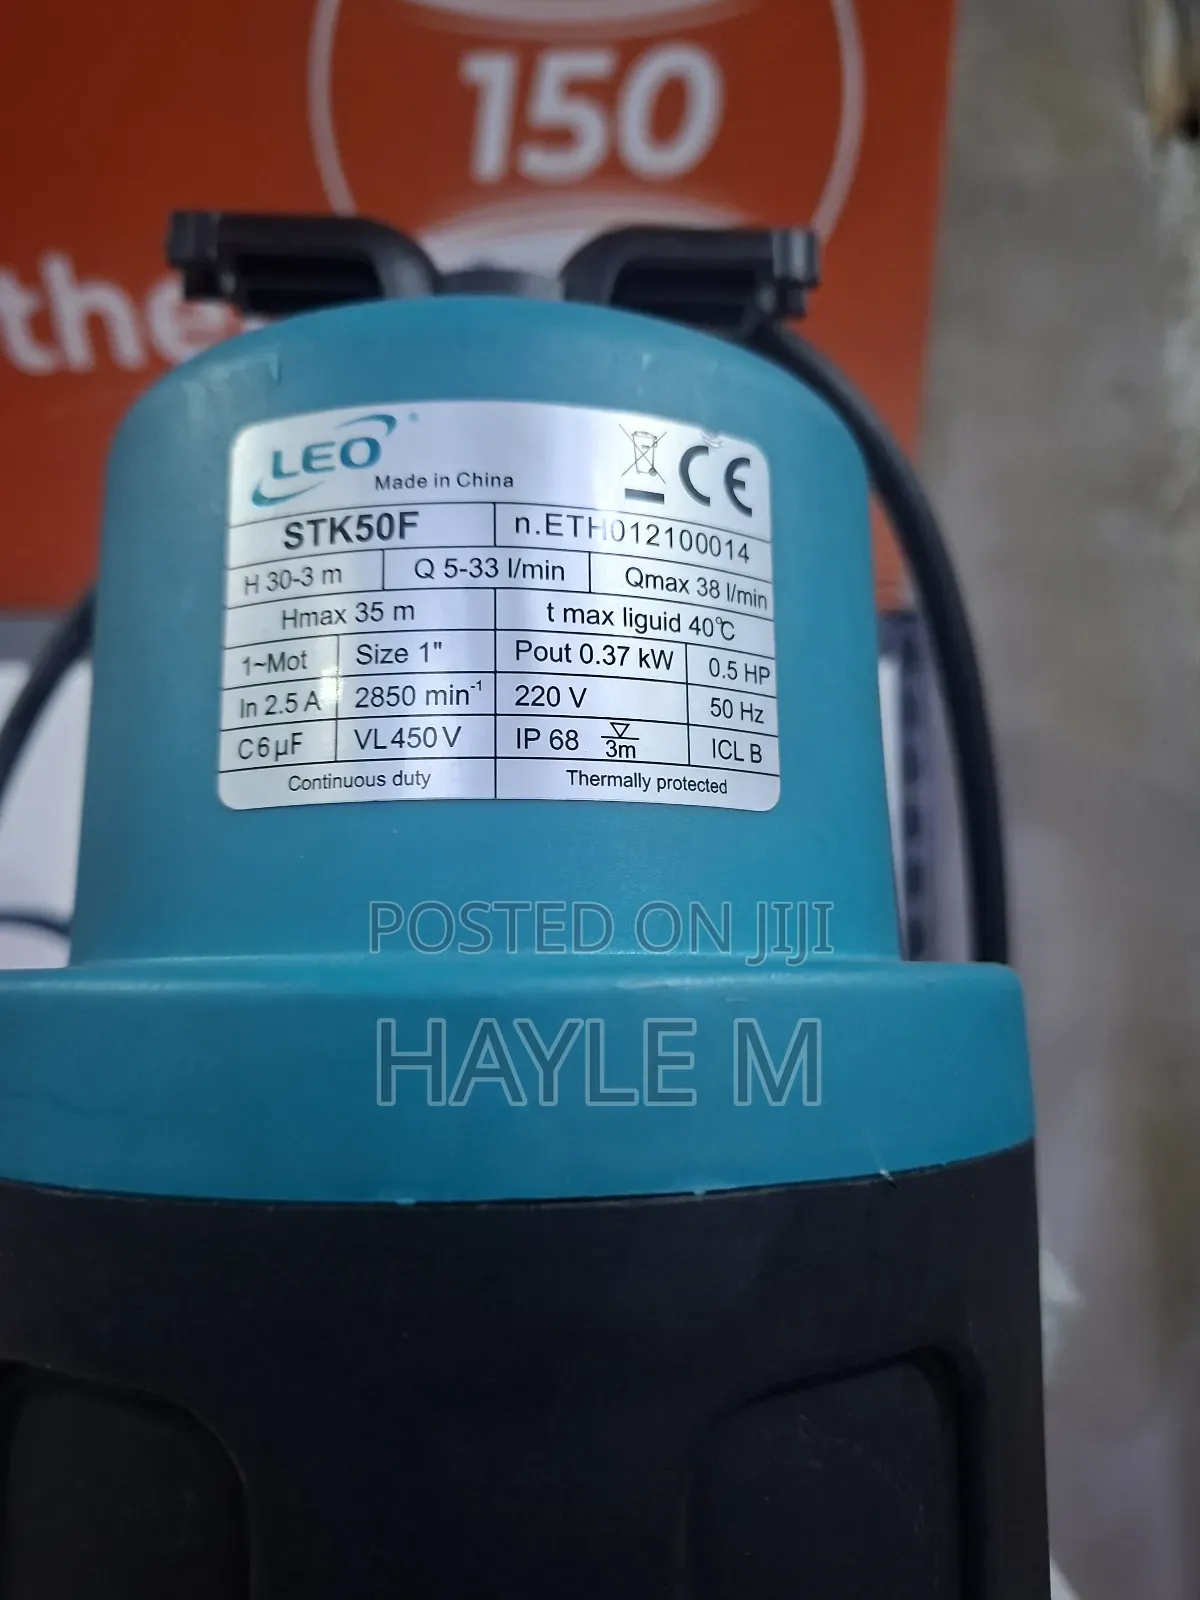 150
the
LEO®
Made in China
CE
STK50F n.ETH012100014
H 30-3 m Q 5-33 l/min Qmax 38 l/min
Hmax 35 m t max liguid 40℃
1~Mot Size 1" Pout 0.37 kW 0.5 HP
In 2.5 A 2850 min⁻¹ 220 V 50 Hz
C6µF VL450V IP 68 3m ICL B
Continuous duty Thermally protected
POSTED ON JIJI
HAYLE M